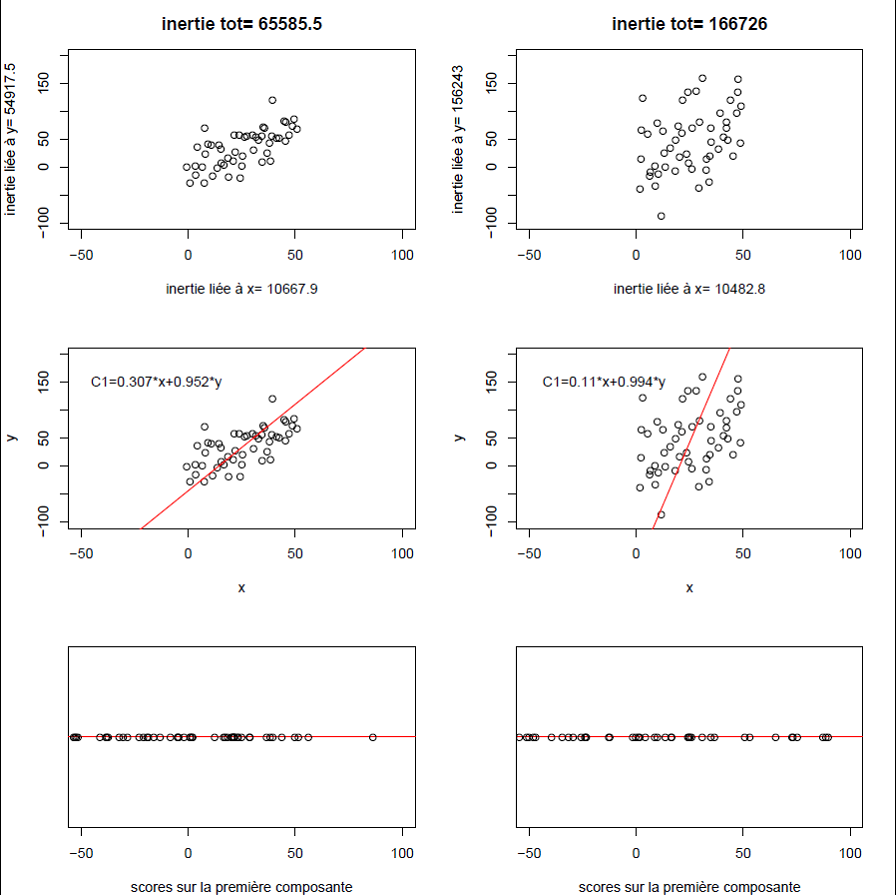 inertie tot= 65585.5
inertie liée à y= 54917.5
150
50
0
−100
−50 0 50 100
inertie liée à x= 10667.9
inertie tot= 166726
inertie liée à y= 156243
150
50
0
−100
−50 0 50 100
inertie liée à x= 10482.8
C1=0.307*x+0.952*y
y
150
50
0
−100
−50 0 50 100
x
C1=0.11*x+0.994*y
y
150
50
0
−100
−50 0 50 100
x
−50 0 50 100
scores sur la première composante
−50 0 50 100
scores sur la première composante